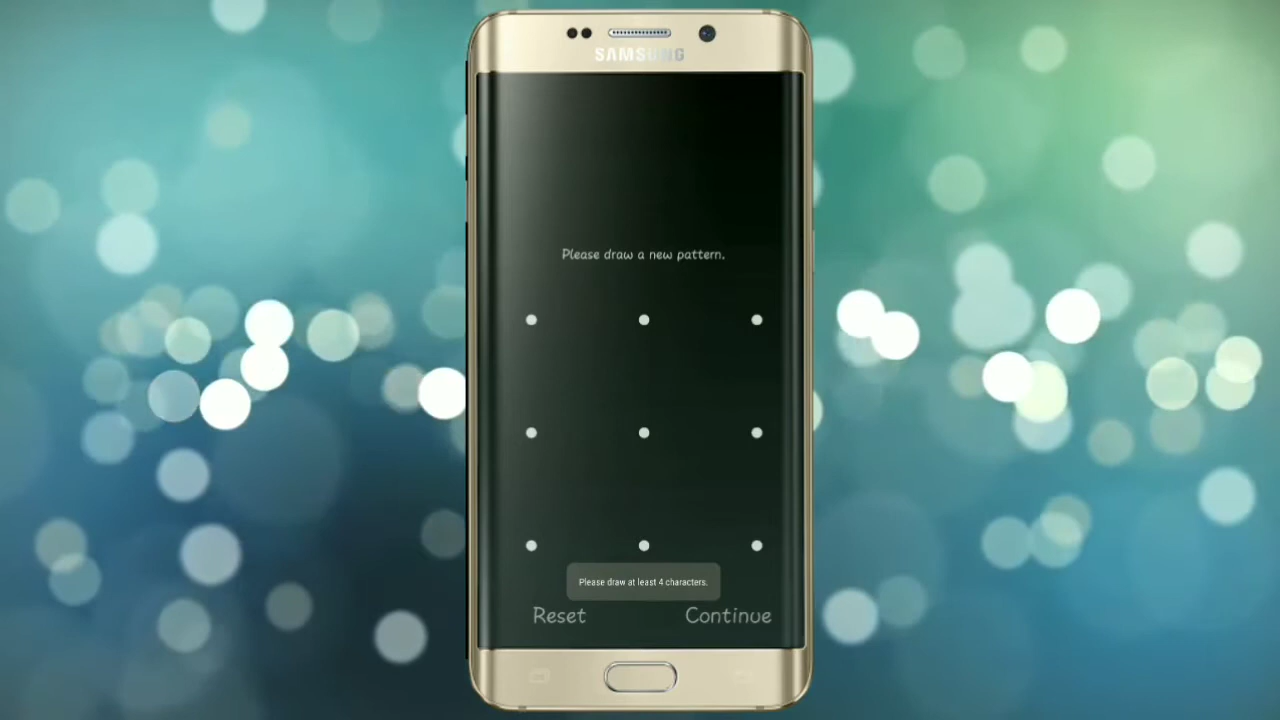 SAMSUNG
Please draw a new pattern.
Please draw at least 4 characters.
Reset
Continue